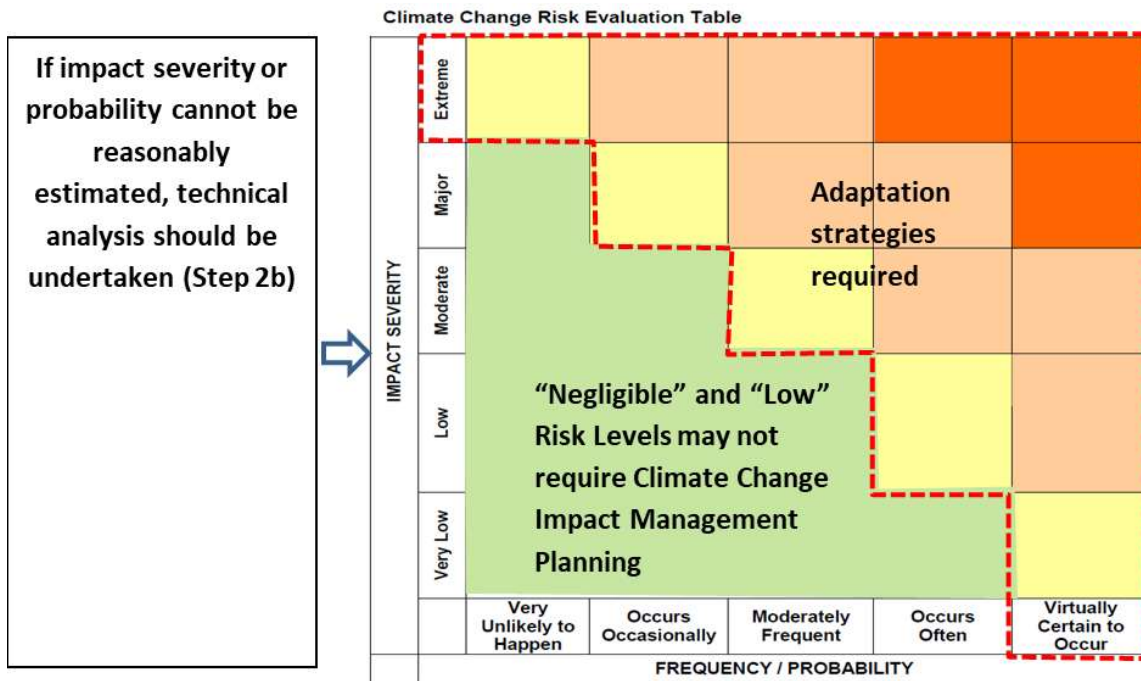 Climate Change Risk Evaluation Table
If impact severity or
probability cannot be
reasonably
estimated, technical
analysis should be
undertaken (Step 2b)
IMPACT SEVERITY
Extreme
Major
Moderate
Low
Very Low
Adaptation
strategies
required
“Negligible” and “Low”
Risk Levels may not
require Climate Change
Impact Management
Planning
Very
Unlikely to
Happen
Occurs
Occasionally
Moderately
Frequent
Occurs
Often
Virtually
Certain to
Occur
FREQUENCY / PROBABILITY